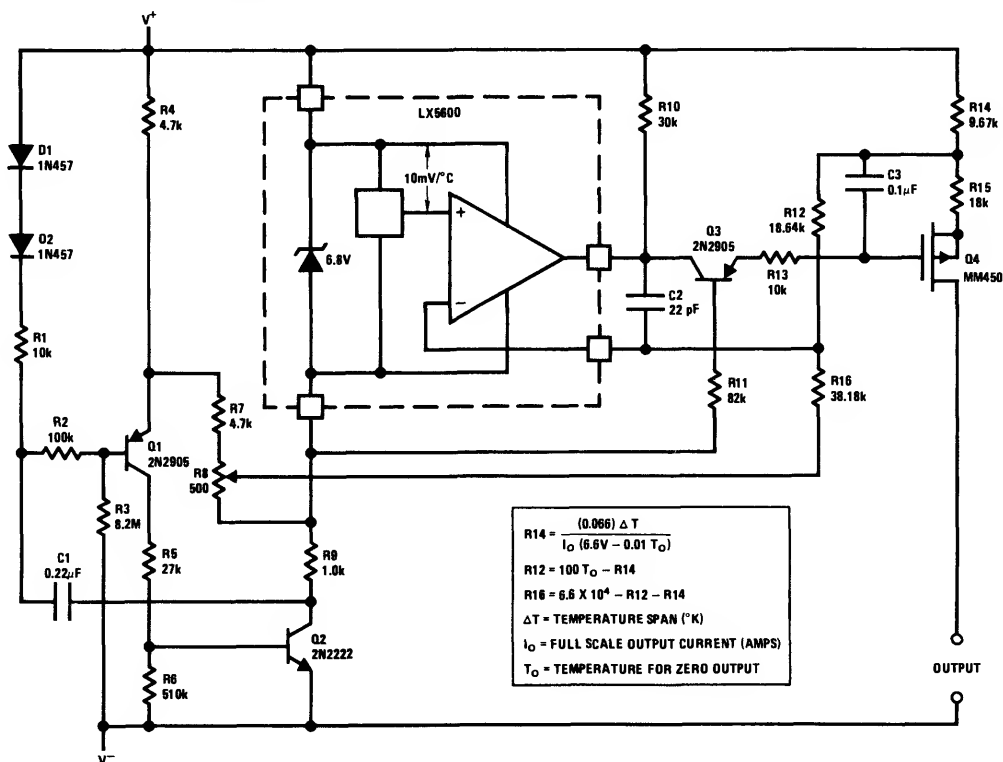 V+
R4
4.7k
D1
1N457
D2
1N457
R1
10k
R2
100k
Q1
2N2905
R3
8.2M
C1
0.22μF
R5
27k
R6
510k
V−
R7
4.7k
R8
500
R9
1.0k
Q2
2N2222
LX5600
10mV/°C
6.8V
+
−
R10
30k
C2
22 pF
Q3
2N2905
R11
82k
R13
10k
R12
18.64k
C3
0.1μF
R14
9.67k
R15
18k
Q4
MM450
R16
38.18k
R14 = (0.066) ΔT / I_O (6.6V – 0.01 T_O)
R12 = 100 T_O – R14
R16 = 6.6 X 10^4 – R12 – R14
ΔT = TEMPERATURE SPAN (°K)
I_O = FULL SCALE OUTPUT CURRENT (AMPS)
T_O = TEMPERATURE FOR ZERO OUTPUT
OUTPUT